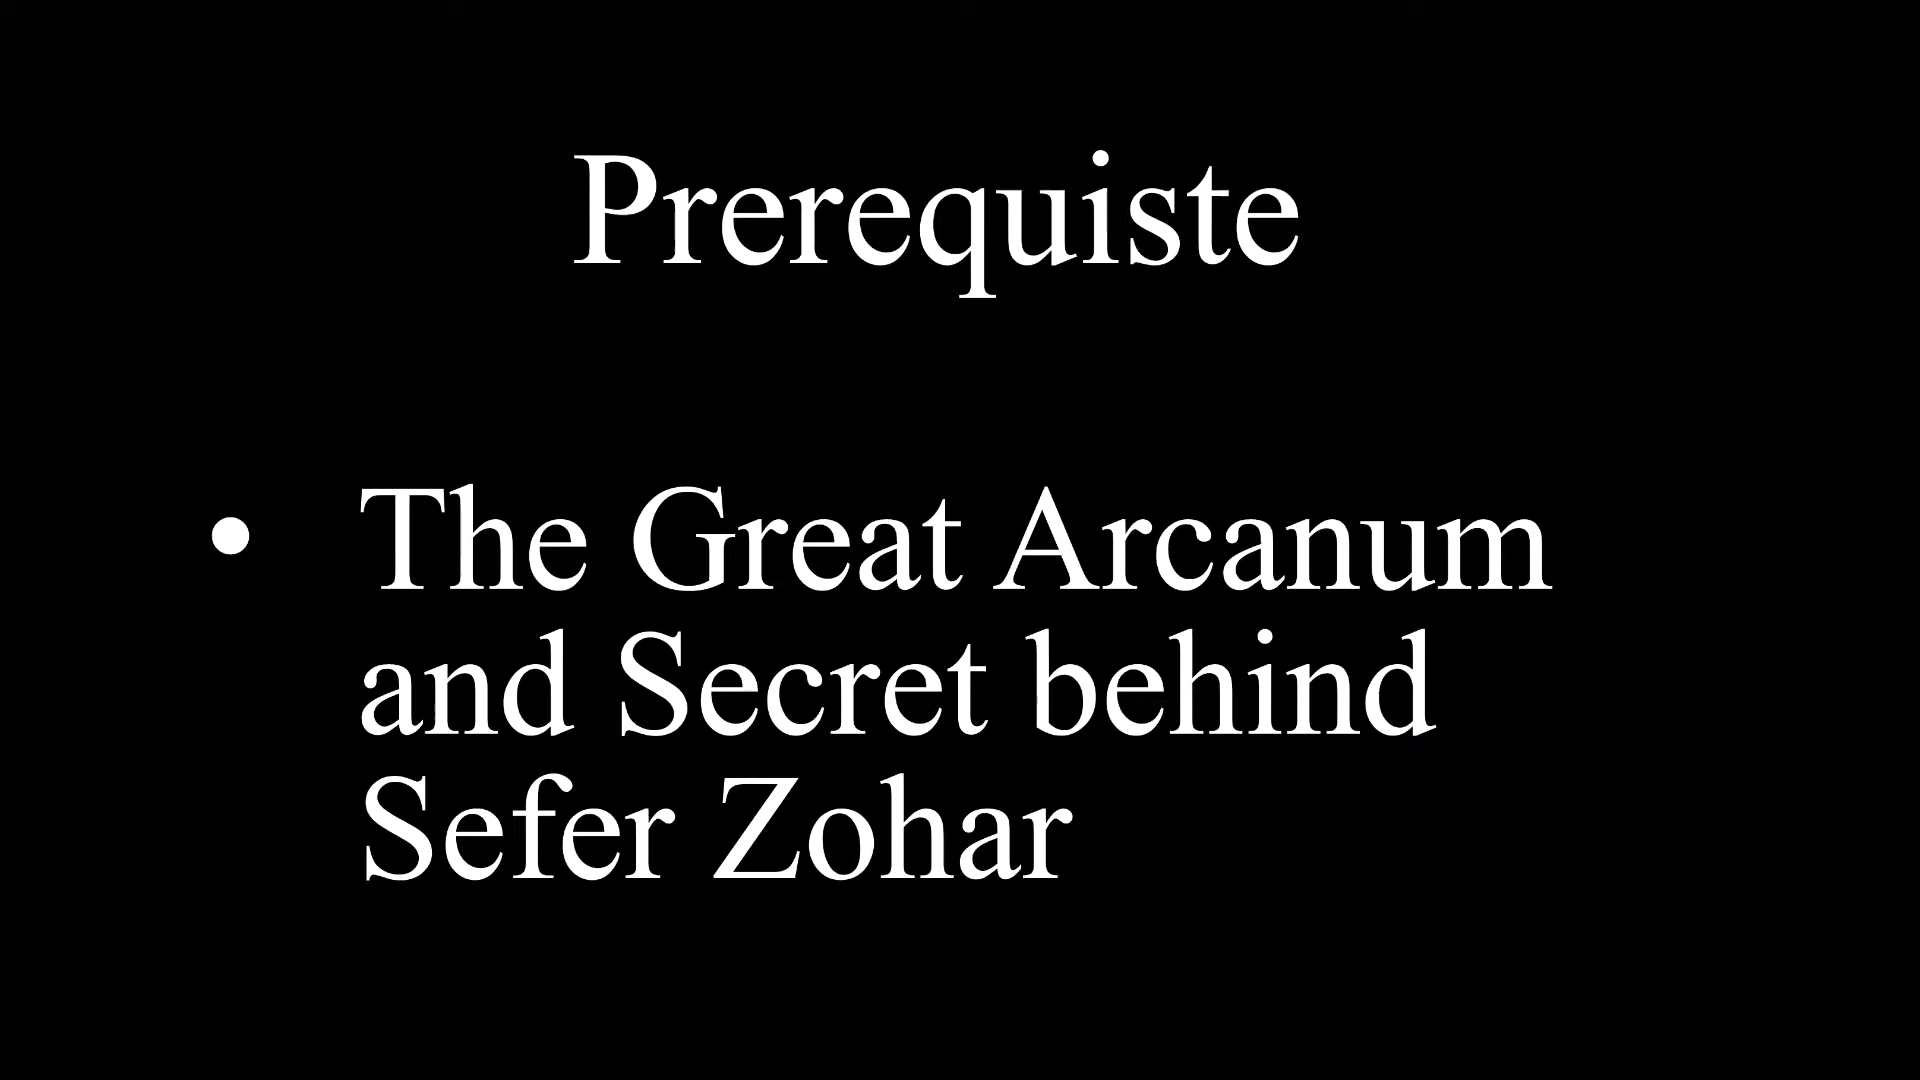 Prerequiste
• The Great Arcanum
and Secret behind
Sefer Zohar